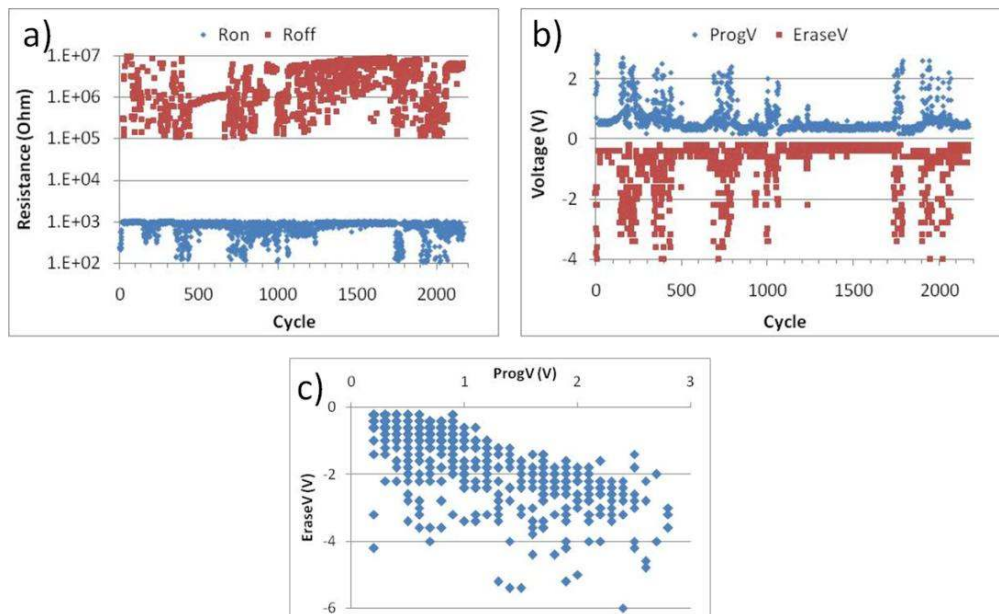 a)
Ron Roff
Resistance (Ohm)
1.E+07
1.E+06
1.E+05
1.E+04
1.E+03
1.E+02
0 500 1000 1500 2000
Cycle
b)
ProgV EraseV
Voltage (V)
2
0
-2
-4
0 500 1000 1500 2000
Cycle
c)
ProgV (V)
0 1 2 3
EraseV (V)
0
-2
-4
-6